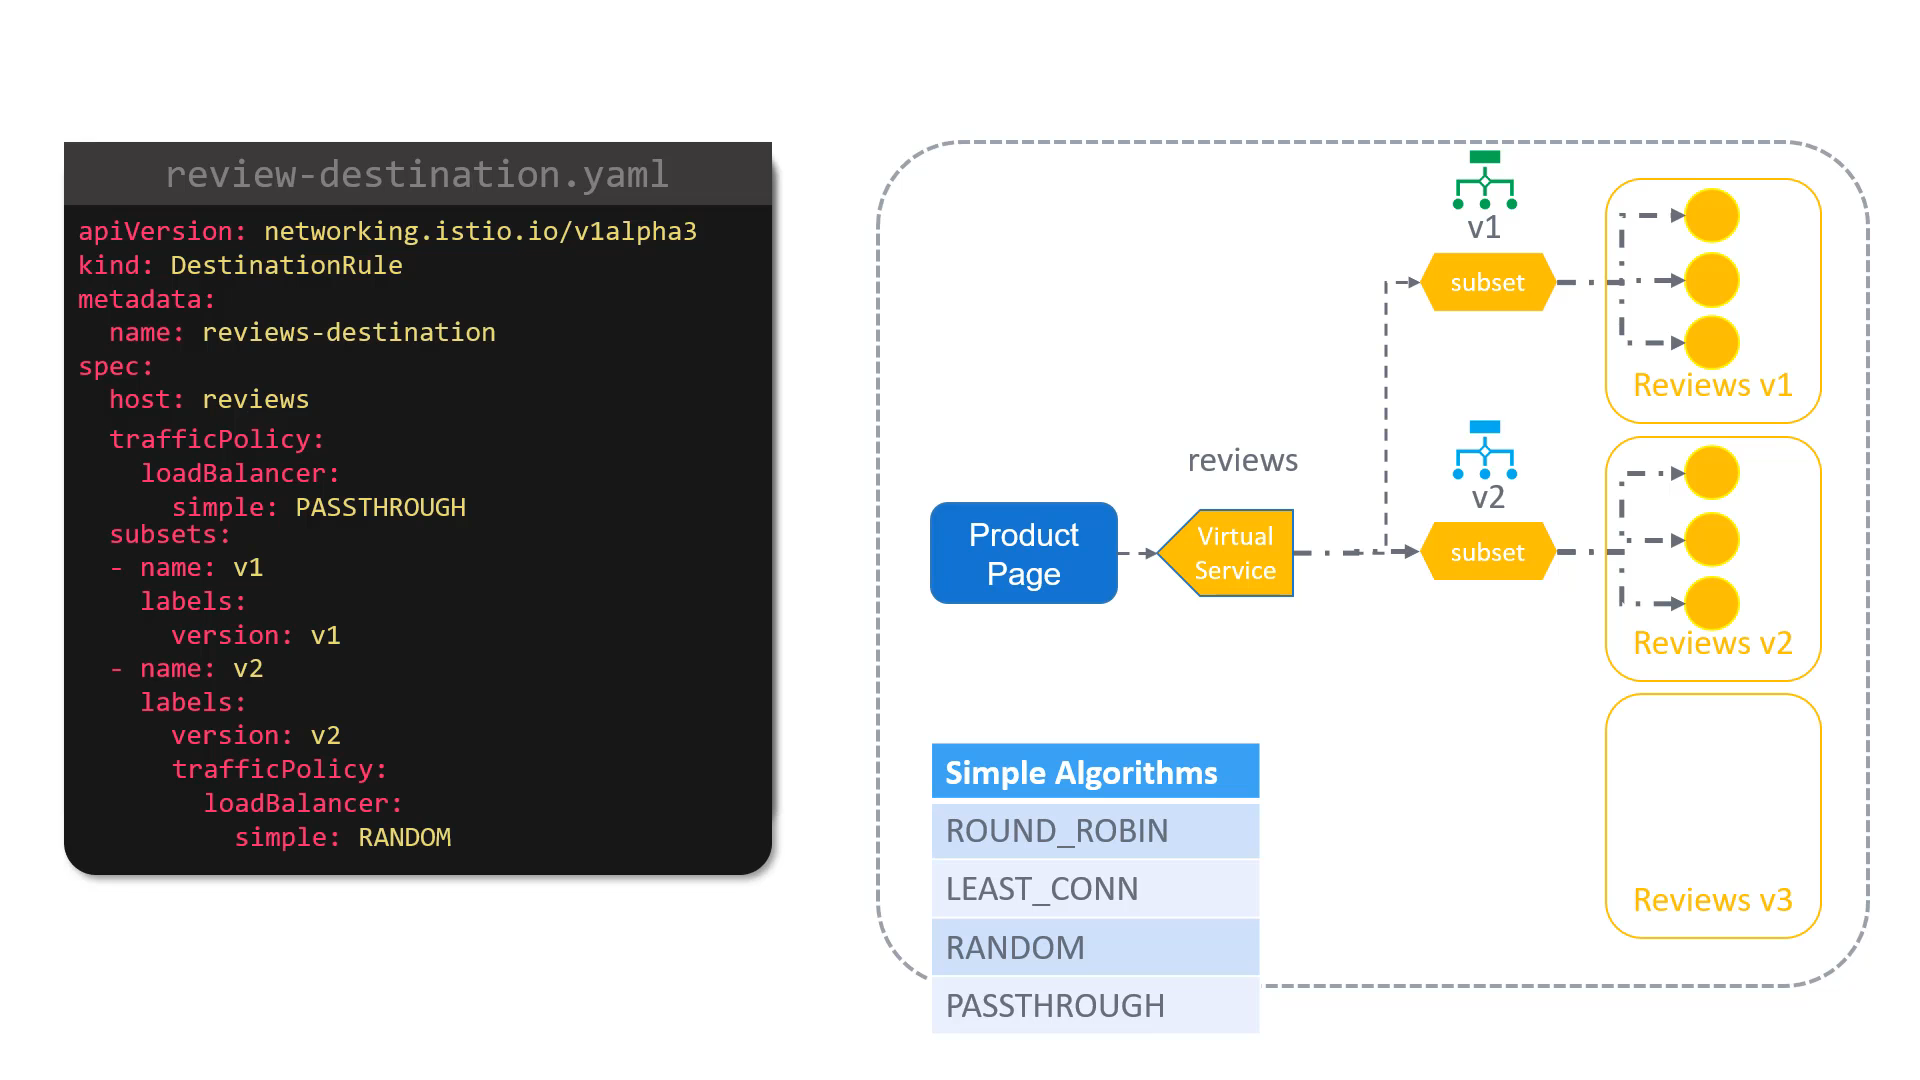 review-destination.yaml
apiVersion: networking.istio.io/v1alpha3
kind: DestinationRule
metadata:
  name: reviews-destination
spec:
  host: reviews
  trafficPolicy:
    loadBalancer:
      simple: PASSTHROUGH
  subsets:
  - name: v1
    labels:
      version: v1
  - name: v2
    labels:
      version: v2
      trafficPolicy:
        loadBalancer:
          simple: RANDOM
v1
subset
Reviews v1
reviews
v2
Product
Page
Virtual
Service
subset
Reviews v2
Simple Algorithms
ROUND_ROBIN
LEAST_CONN
RANDOM
PASSTHROUGH
Reviews v3